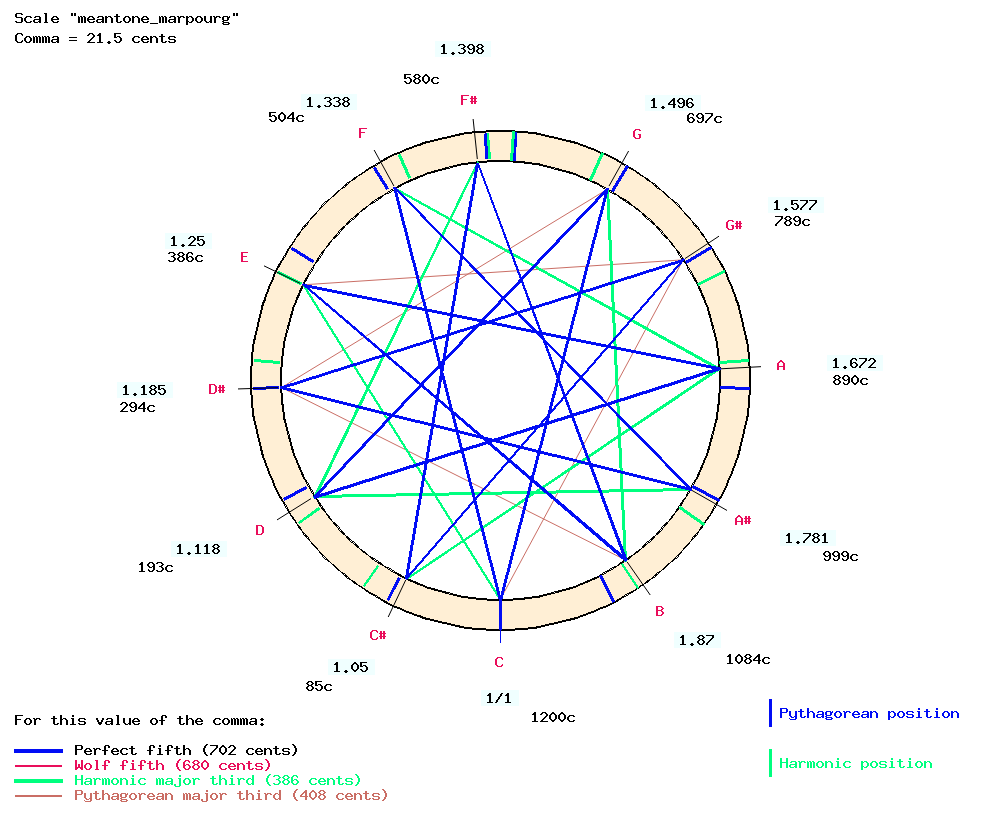 Scale "meantone_marpourg"
Comma = 21.5 cents
1.398
580c
F#
1.338
504c
F
1.496
697c
G
1.577
789c
G#
1.25
386c
E
1.672
890c
A
1.185
294c
D#
1.781
999c
A#
1.118
193c
D
1.87
1084c
B
1.05
85c
C#
C
1/1
1200c
For this value of the comma:
Perfect fifth (702 cents)
Wolf fifth (680 cents)
Harmonic major third (386 cents)
Pythagorean major third (408 cents)
Pythagorean position
Harmonic position